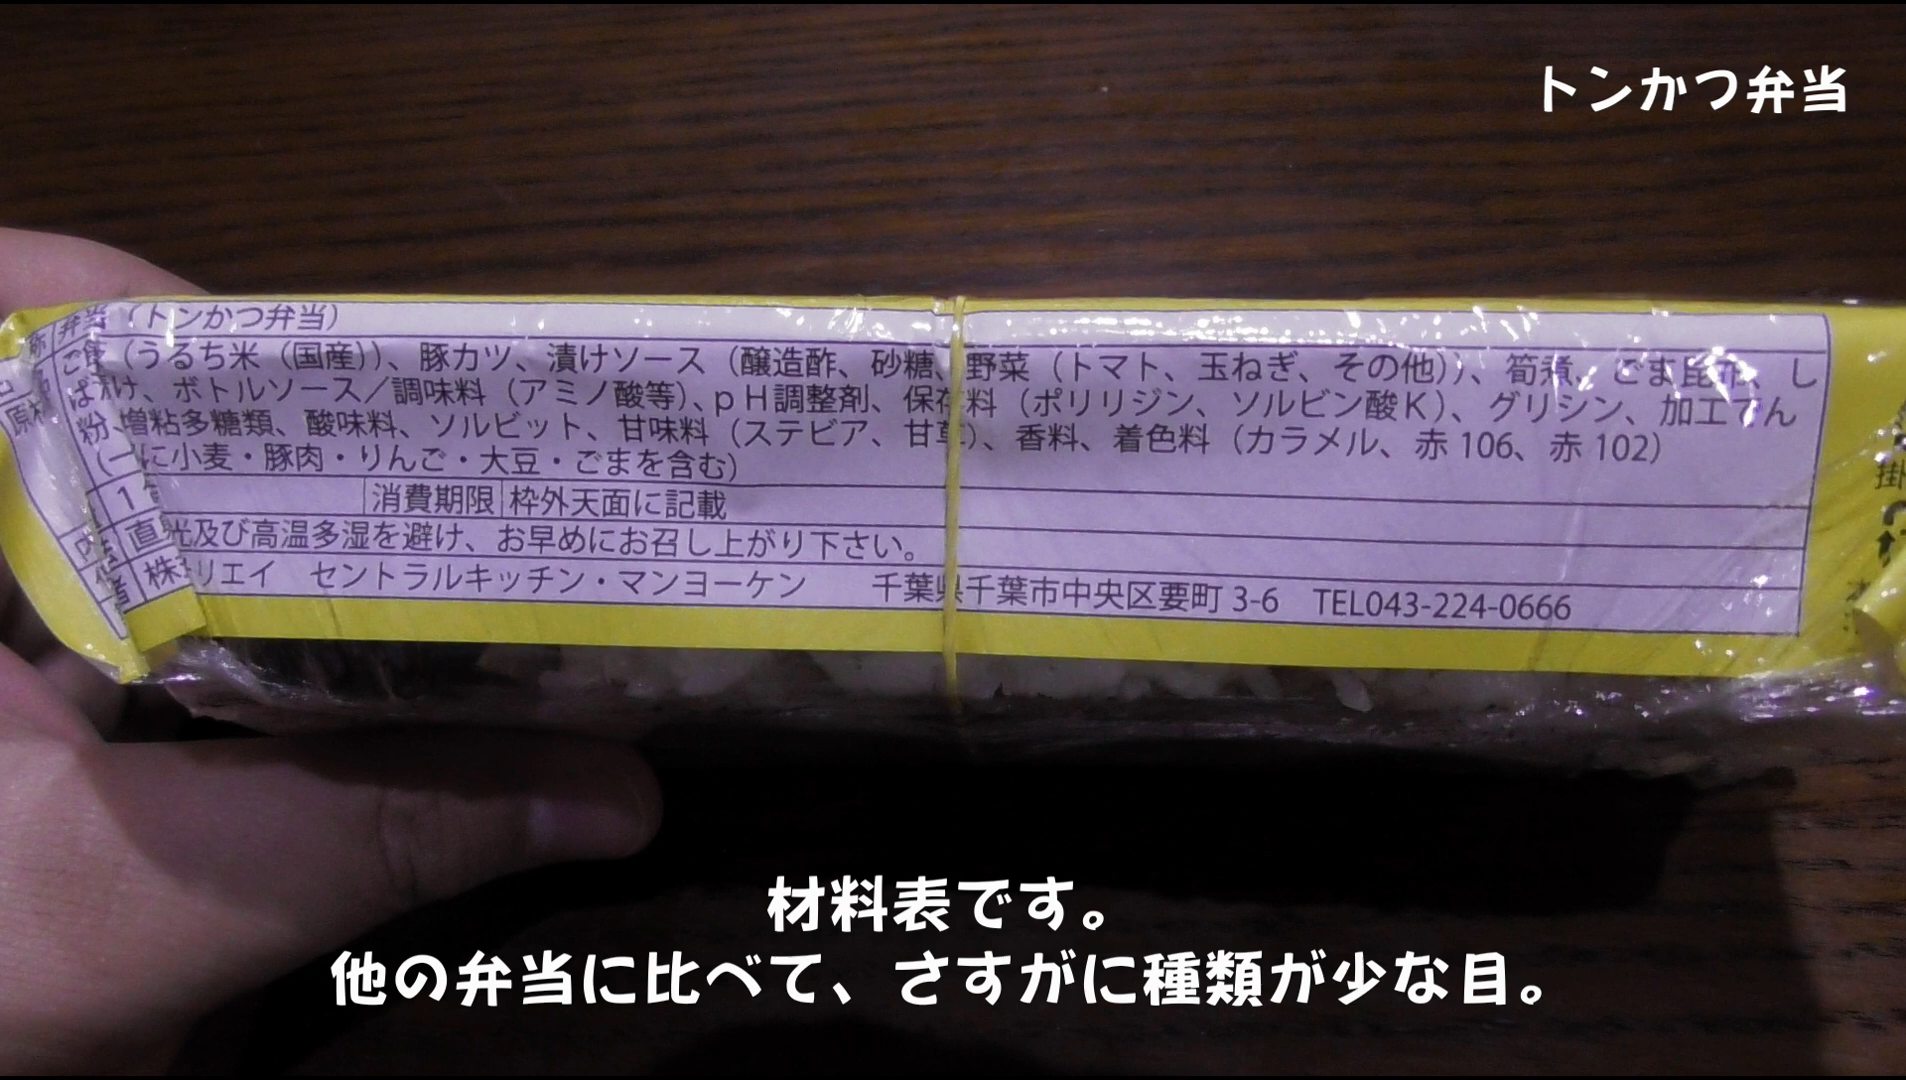 トンかつ弁当
弁当 (トンかつ弁当)
ご飯 (うるち米 (国産))、豚カツ、漬けソース (醸造酢、砂糖、野菜 (トマト、玉ねぎ、その他))、筍煮、ごま昆布、し
ば漬け、ボトルソース/調味料 (アミノ酸等)、pH調整剤、保存料 (ポリリジン、ソルビン酸K)、グリシン、加工でん
粉、増粘多糖類、酸味料、ソルビット、甘味料 (ステビア、甘草)、香料、着色料 (カラメル、赤106、赤102)
に小麦・豚肉・りんご・大豆・ごまを含む)
1 消費期限 枠外天面に記載
直 光及び高温多湿を避け、お早めにお召し上がり下さい。
株 リエイ セントラルキッチン・マンヨーケン 千葉県千葉市中央区要町 3-6 TEL043-224-0666
材料表です。
他の弁当に比べて、さすがに種類が少な目。